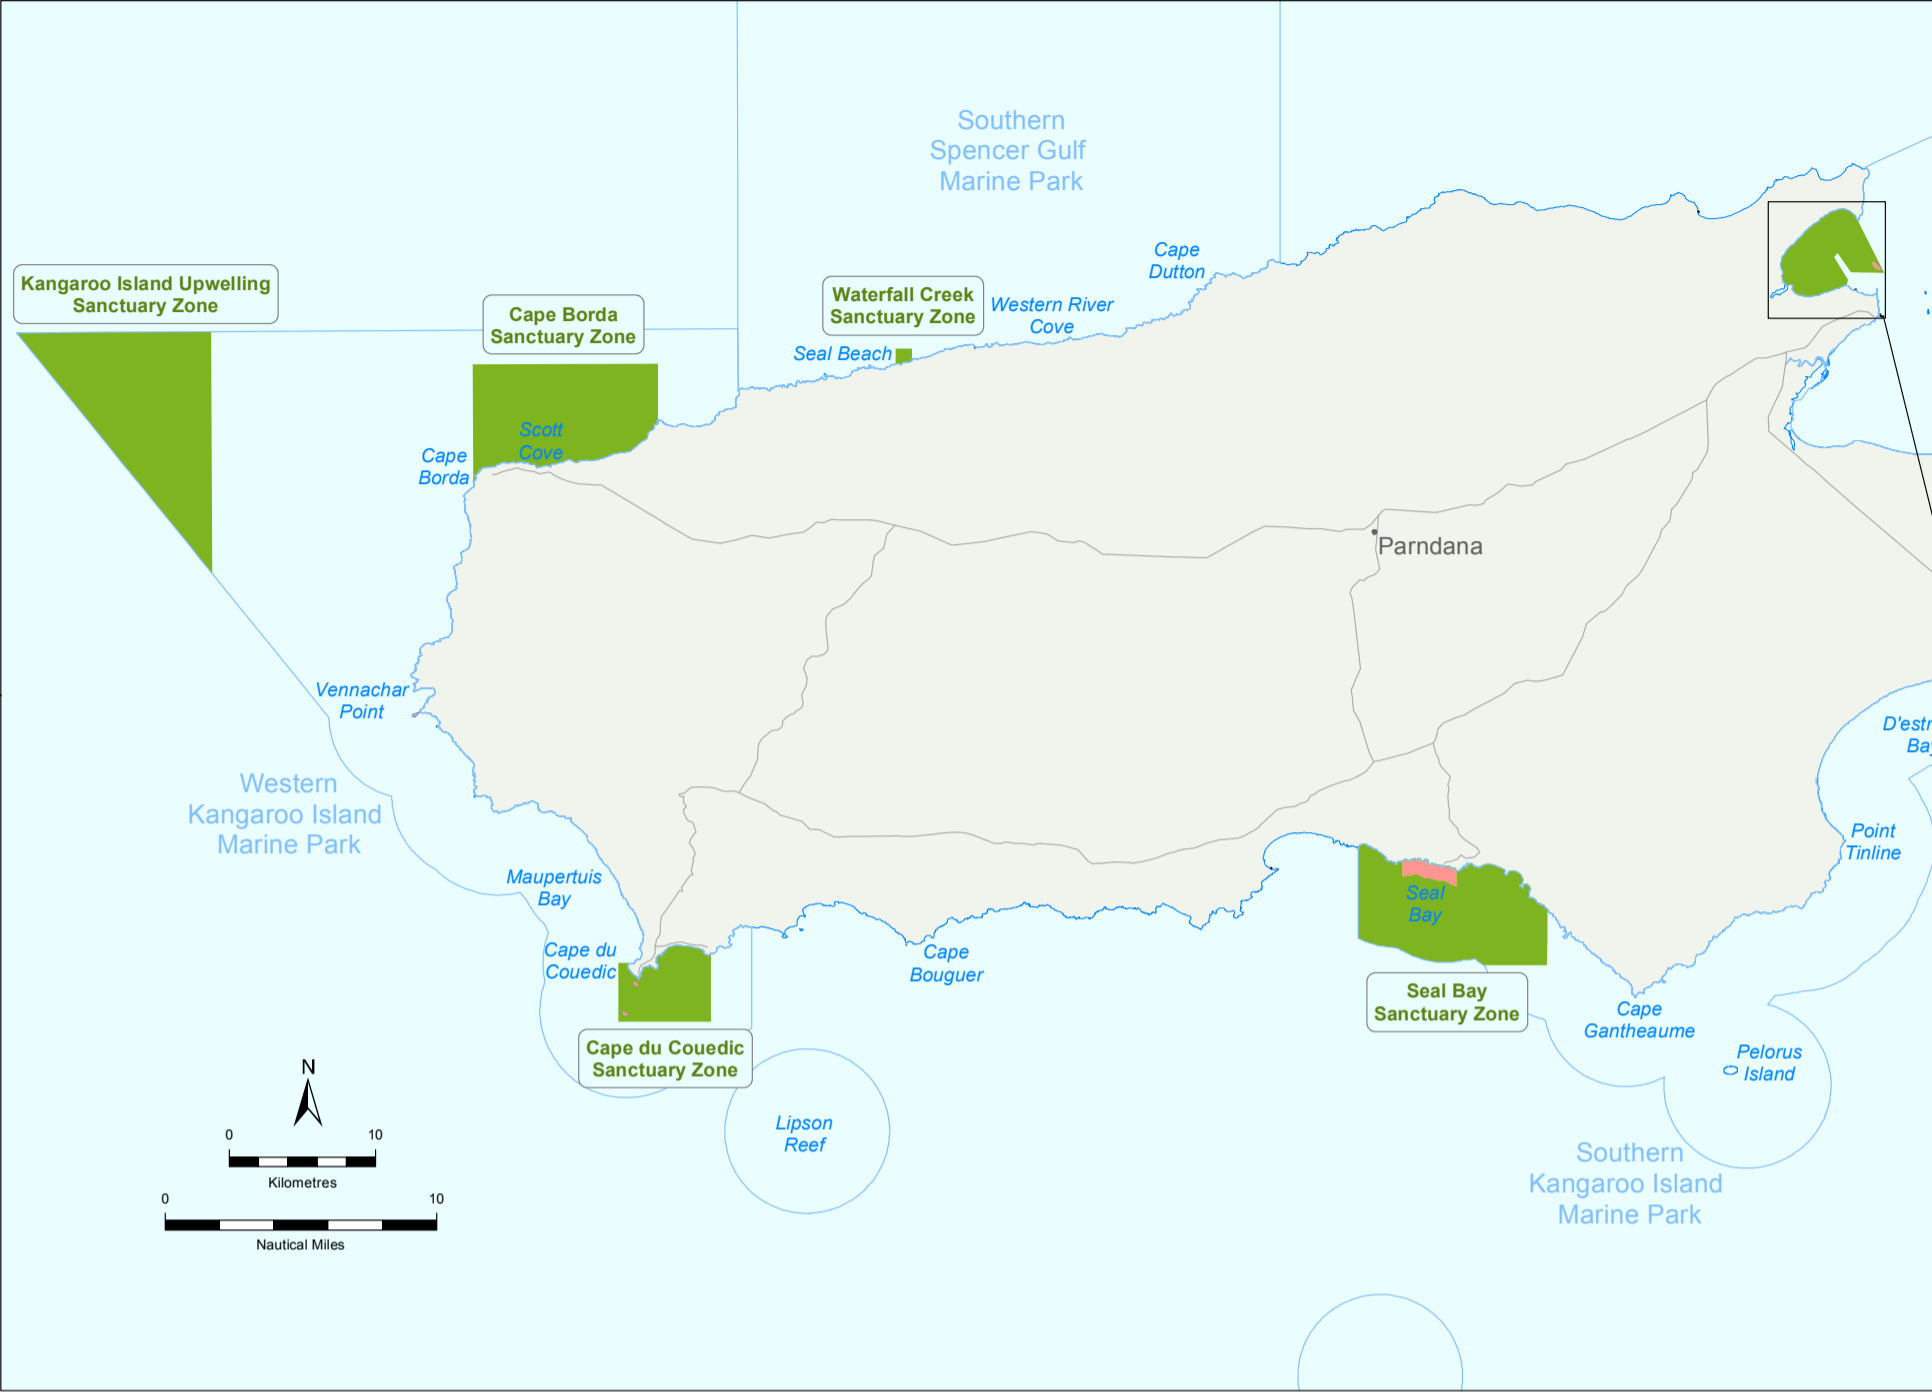 Southern
Spencer Gulf
Marine Park
Cape
Dutton
Kangaroo Island Upwelling
Sanctuary Zone
Cape Borda
Sanctuary Zone
Waterfall Creek
Sanctuary Zone
Western River
Cove
Seal Beach
Scott
Cove
Cape
Borda
Parndana
Vennachar
Point
D'estr
Bay
Western
Kangaroo Island
Marine Park
Point
Tinline
Maupertuis
Bay
Seal
Bay
Cape du
Couedic
Cape
Bouguer
Seal Bay
Sanctuary Zone
Cape
Gantheaume
Cape du Couedic
Sanctuary Zone
Pelorus
Island
N
Lipson
Reef
0 10
Kilometres
0 10
Nautical Miles
Southern
Kangaroo Island
Marine Park